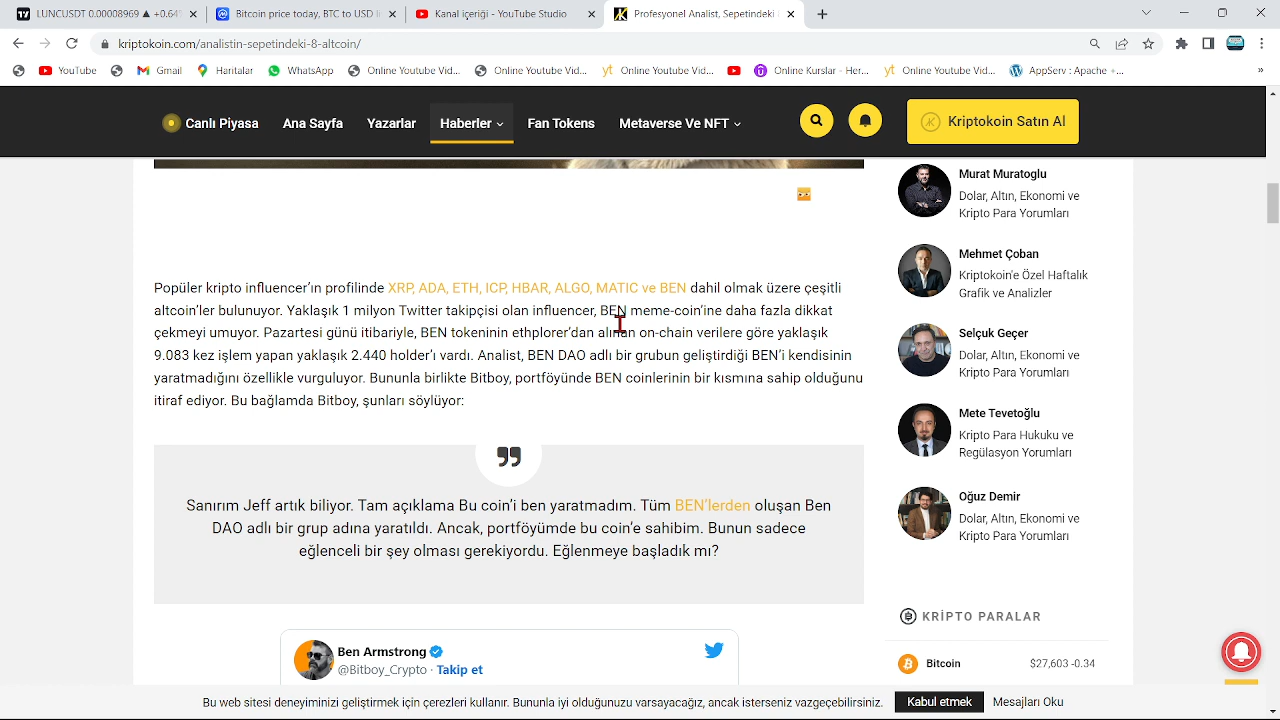 LUNCUSDT 0.00008969 ▲ +0.64
Bitcoin price today, BTC to USD li
Kanal içeriği - YouTube Studio
Profesyonel Analist, Sepetindeki
kriptokoin.com/analistin-sepetindeki-8-altcoin/
YouTube
Gmail
Haritalar
WhatsApp
Online Youtube Vid...
Online Youtube Vid...
Online Youtube Vid...
Online Kurslar - Her...
Online Youtube Vid...
AppServ : Apache +...
»
Canlı Piyasa
Ana Sayfa
Yazarlar
Haberler
Fan Tokens
Metaverse Ve NFT
Kriptokoin Satın Al
Popüler kripto influencer’ın profilinde XRP, ADA, ETH, ICP, HBAR, ALGO, MATIC ve BEN dahil olmak üzere çeşitli
altcoin’ler bulunuyor. Yaklaşık 1 milyon Twitter takipçisi olan influencer, BEN meme-coin’ine daha fazla dikkat
çekmeyi umuyor. Pazartesi günü itibariyle, BEN tokeninin ethplorer’dan alınan on-chain verilere göre yaklaşık
9.083 kez işlem yapan yaklaşık 2.440 holder’ı vardı. Analist, BEN DAO adlı bir grubun geliştirdiği BEN’i kendisinin
yaratmadığını özellikle vurguluyor. Bununla birlikte Bitboy, portföyünde BEN coinlerinin bir kısmına sahip olduğunu
itiraf ediyor. Bu bağlamda Bitboy, şunları söylüyor:
Sanırım Jeff artık biliyor. Tam açıklama Bu coin’i ben yaratmadım. Tüm BEN’lerden oluşan Ben
DAO adlı bir grup adına yaratıldı. Ancak, portföyümde bu coin’e sahibim. Bunun sadece
eğlenceli bir şey olması gerekiyordu. Eğlenmeye başladık mı?
Ben Armstrong
@Bitboy_Crypto · Takip et
Murat Muratoglu
Dolar, Altın, Ekonomi ve
Kripto Para Yorumları
Mehmet Çoban
Kriptokoin'e Özel Haftalık
Grafik ve Analizler
Selçuk Geçer
Dolar, Altın, Ekonomi ve
Kripto Para Yorumları
Mete Tevetoğlu
Kripto Para Hukuku ve
Regülasyon Yorumları
Oğuz Demir
Dolar, Altın, Ekonomi ve
Kripto Para Yorumları
KRİPTO PARALAR
Bitcoin
$27,603 -0.34
Bu site deneyiminizi geliştirmek için çerezleri kullanır. Bununla iyi olduğunuzu varsayacağız, ancak isterseniz vazgeçebilirsiniz.
Kabul etmek
Mesajları Oku